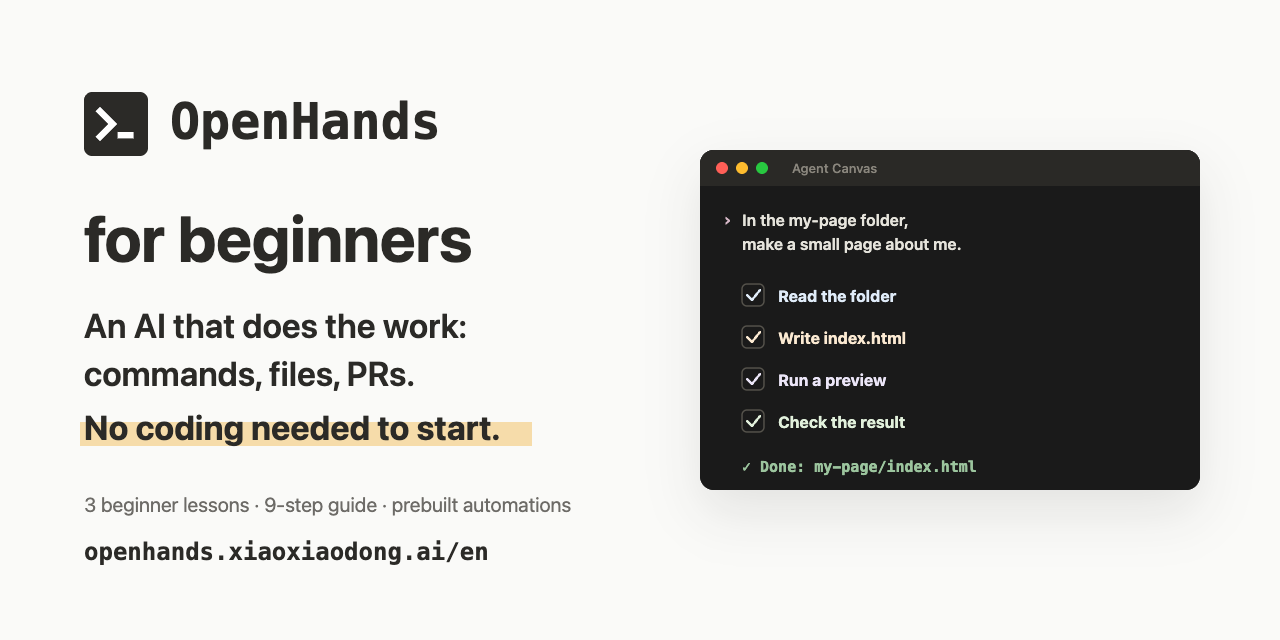 OpenHands
for beginners
An AI that does the work:
commands, files, PRs.
No coding needed to start.
3 beginner lessons · 9-step guide · prebuilt automations
openhands.xiaoxiaodong.ai/en
Agent Canvas
› In the my-page folder,
make a small page about me.
Read the folder
Write index.html
Run a preview
Check the result
✓ Done: my-page/index.html